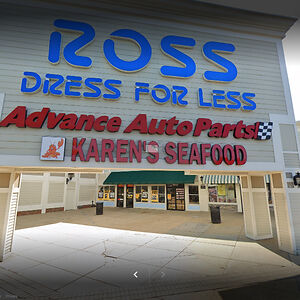 ROSS
DRESS FOR LESS
Advance Auto Parts
KAREN'S SEAFOOD